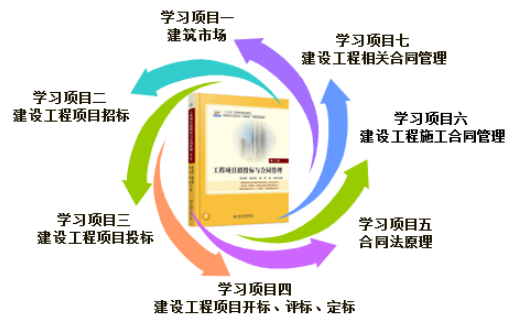 学习项目一
建筑市场
学习项目七
建设工程相关合同管理
学习项目二
建设工程项目招标
学习项目六
建设工程施工合同管理
工程项目招投标与合同管理
学习项目三
建设工程项目投标
学习项目五
合同法原理
学习项目四
建设工程项目开标、评标、定标